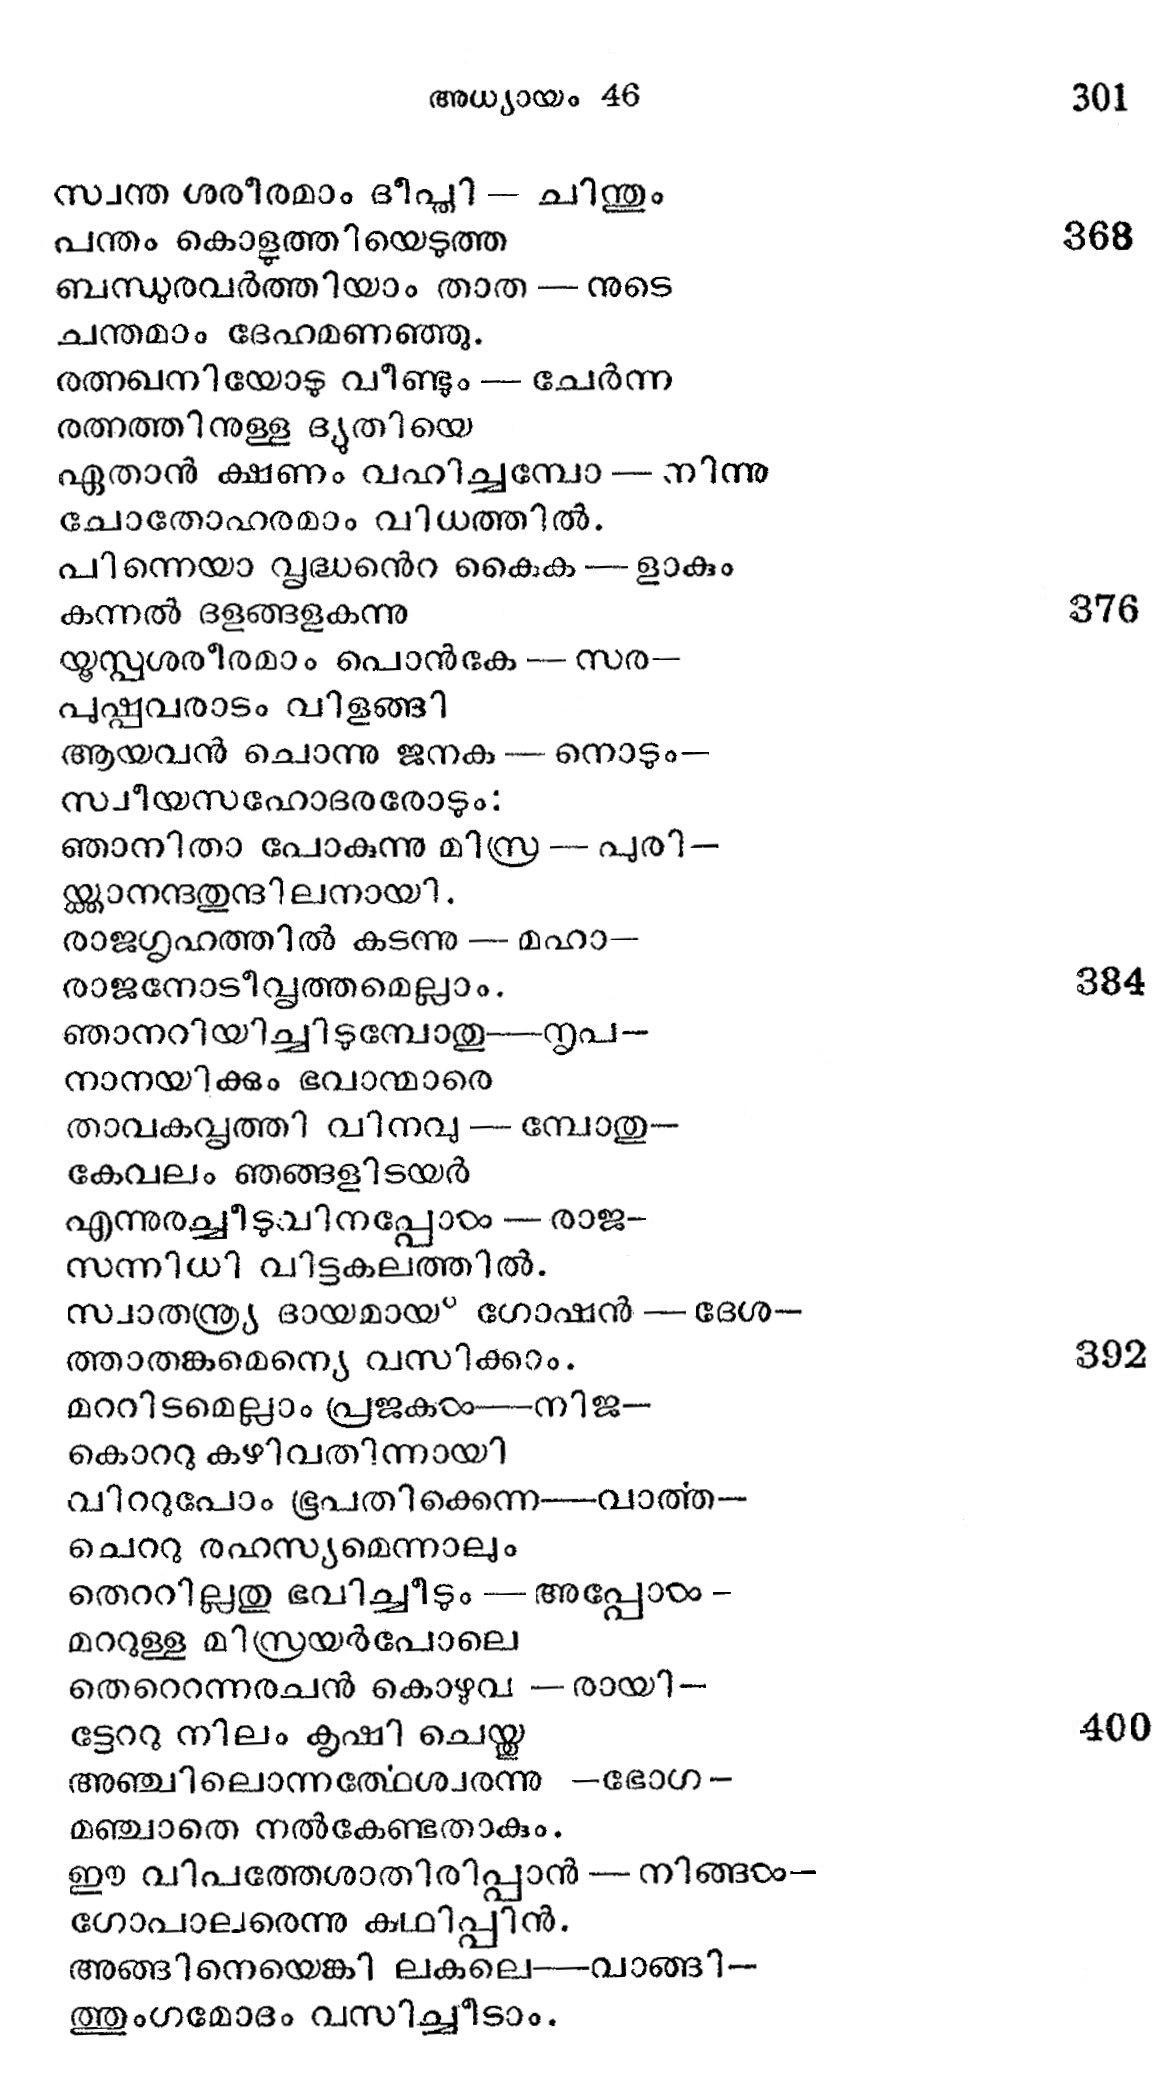 അധ്യായം 46 301
സ്വന്ത ശരീരമാം ദീപ്തി — ചിന്തും
പന്തം കൊളുത്തിയെടുത്ത 368
ബന്ധുരവർത്തിയാം താത — നുടെ
ചന്തമാം ദേഹമണഞ്ഞു.
രത്നഖനിയോടു വീണ്ടും — ചേർന്ന
രത്നത്തിനുള്ള ദ്യുതിയെ
ഏതാൻ ക്ഷണം വഹിച്ചമ്പോ — നിന്നു
ചോതോഹരമാം വിധത്തിൽ.
പിന്നെയാ വൃദ്ധൻെറ കൈക — ളാകും
കന്നൽ ദളങ്ങളകന്നു 376
യൂസ്പശരീരമാം പൊൻകേ — സര—
പുഷ്പവരാടം വിളങ്ങി
ആയവൻ ചൊന്നു ജനക — നൊടും—
സ്വീയസഹോദരരോടും:
ഞാനിതാ പോകുന്നു മിസ്ര — പുരി—
യ്ക്കാനന്ദതുന്ദിലനായി.
രാജഗൃഹത്തിൽ കടന്നു — മഹാ—
രാജനോടീവൃത്തമെല്ലാം. 384
ഞാനറിയിച്ചിടുമ്പോതു—നൃപ—
നാനയിക്കും ഭവാന്മാരെ
താവകവൃത്തി വിനവു — മ്പോതു—
കേവലം ഞങ്ങളിടയർ
എന്നുരച്ചീടുവിനപ്പോൾ — രാജ—
സന്നിധി വിട്ടകലത്തിൽ.
സ്വാതന്ത്ര്യ ദായമായ് ഗോഷൻ — ദേശ—
ത്താതങ്കമെന്യെ വസിക്കാം. 392
മററിടമെല്ലാം പ്രജകൾ—നിജ—
കൊററു കഴിവതിന്നായി
വിററുപോം ഭൂപതിക്കെന്ന—വാർത്ത—
ചെററു രഹസ്യമെന്നാലും
തെററില്ലതു ഭവിച്ചീടും — അപ്പോൾ —
മററുള്ള മിസ്രയർപോലെ
തെറെറന്നരചൻ കൊഴുവ — രായി—
ട്ടേററു നിലം കൃഷി ചെയ്തു 400
അഞ്ചിലൊന്നർത്ഥേശ്വരന്നു —ഭോഗ—
മഞ്ചാതെ നൽകേണ്ടതാകും.
ഈ വിപത്തേശാതിരിപ്പാൻ — നിങ്ങൾ—
ഗോപാലരെന്നു കഥിപ്പിൻ.
അങ്ങിനെയെങ്കി ലകലെ—വാങ്ങി—
ത്തുംഗമോദം വസിച്ചീടാം.